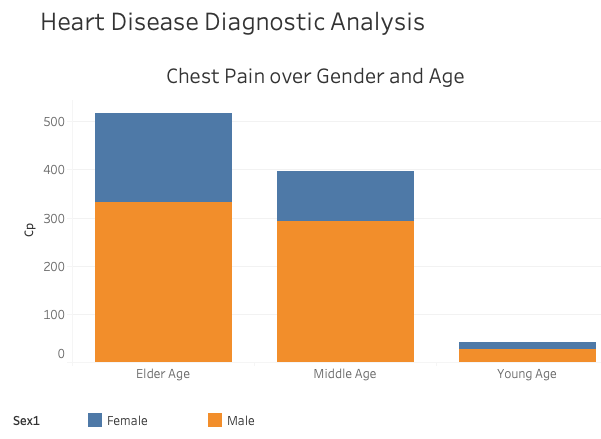 Heart Disease Diagnostic Analysis
Chest Pain over Gender and Age
500
400
300
200
100
0
Cp
Elder Age Middle Age Young Age
Sex1 Female Male